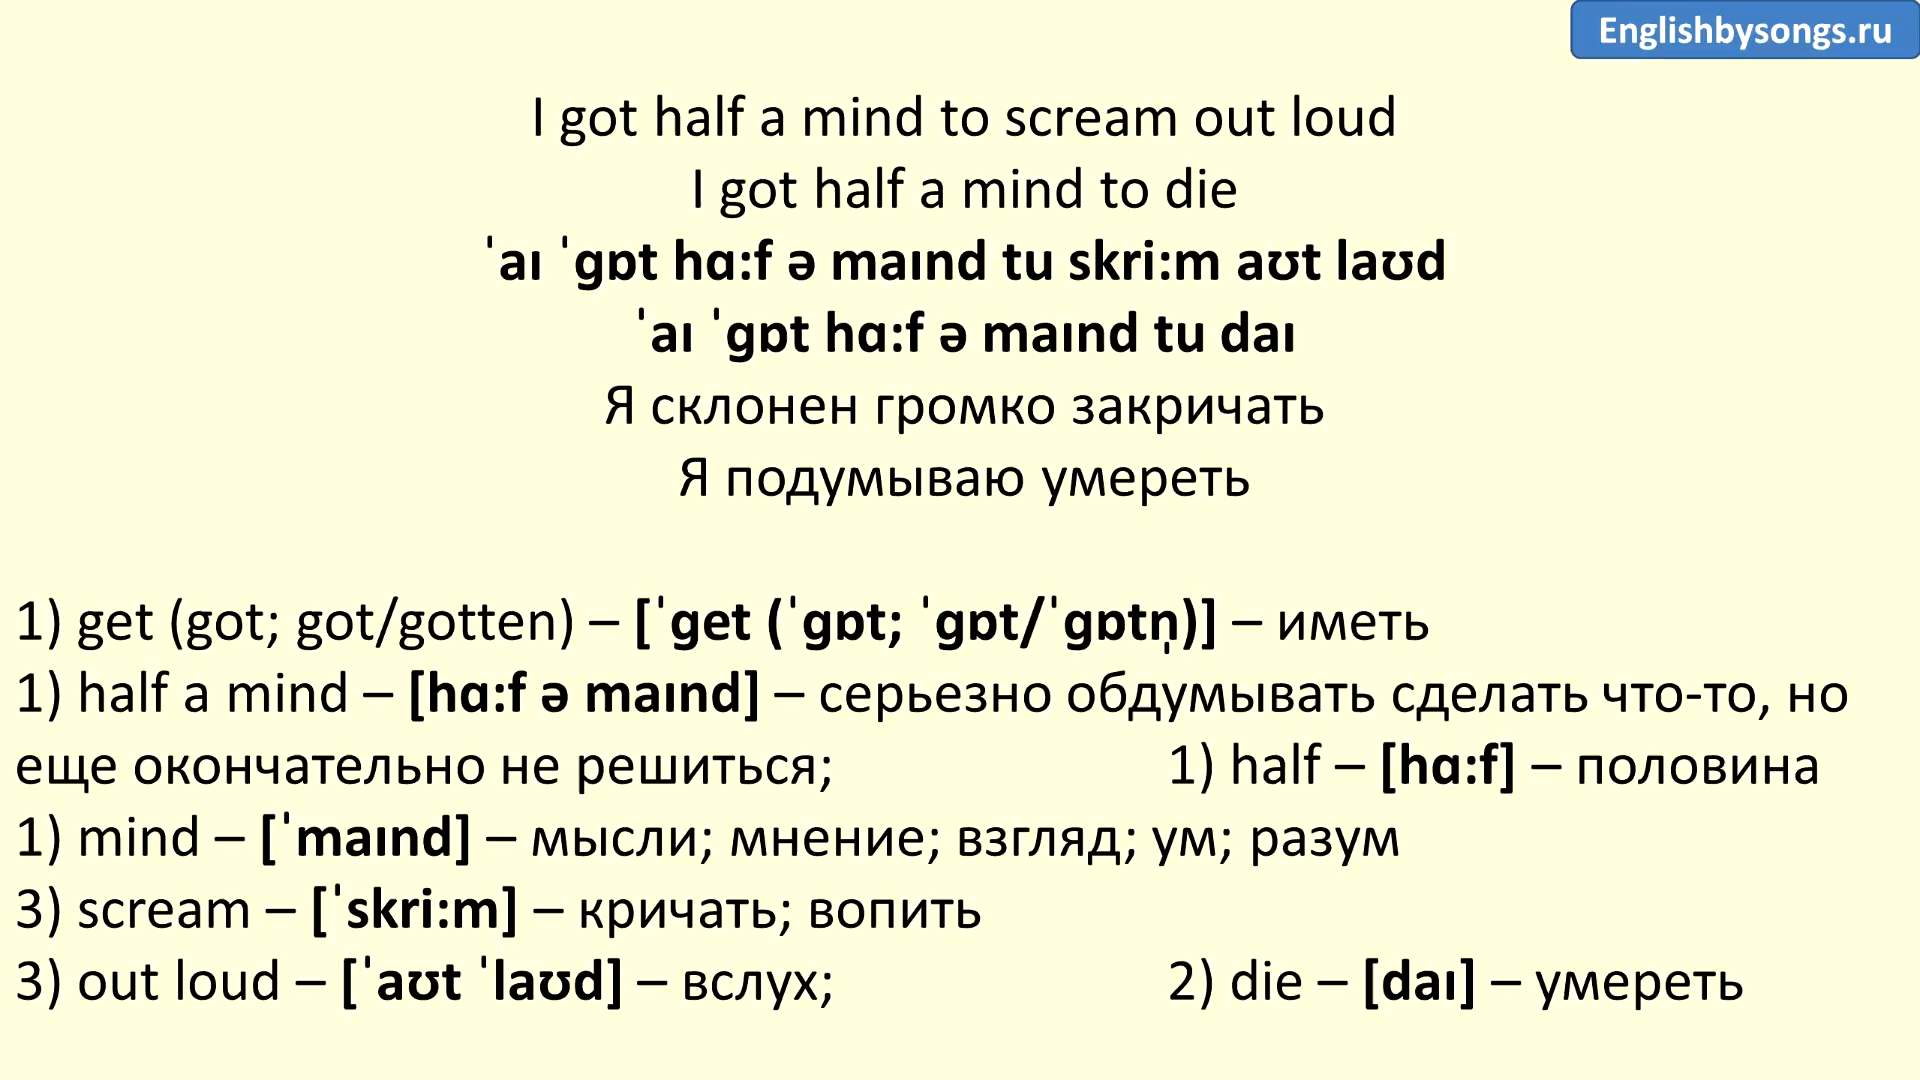 Englishbysongs.ru
I got half a mind to scream out loud
I got half a mind to die
ˈaɪ ˈɡɒt hɑ:f ə maɪnd tu skri:m aʊt laʊd
ˈaɪ ˈɡɒt hɑ:f ə maɪnd tu daɪ
Я склонен громко закричать
Я подумываю умереть
1) get (got; got/gotten) – [ˈɡet (ˈɡɒt; ˈɡɒt/ˈɡɒtn̩)] – иметь
1) half a mind – [hɑ:f ə maɪnd] – серьезно обдумывать сделать что-то, но
еще окончательно не решиться; 1) half – [hɑ:f] – половина
1) mind – [ˈmaɪnd] – мысли; мнение; взгляд; ум; разум
3) scream – [ˈskri:m] – кричать; вопить
3) out loud – [ˈaʊt ˈlaʊd] – вслух; 2) die – [daɪ] – умереть